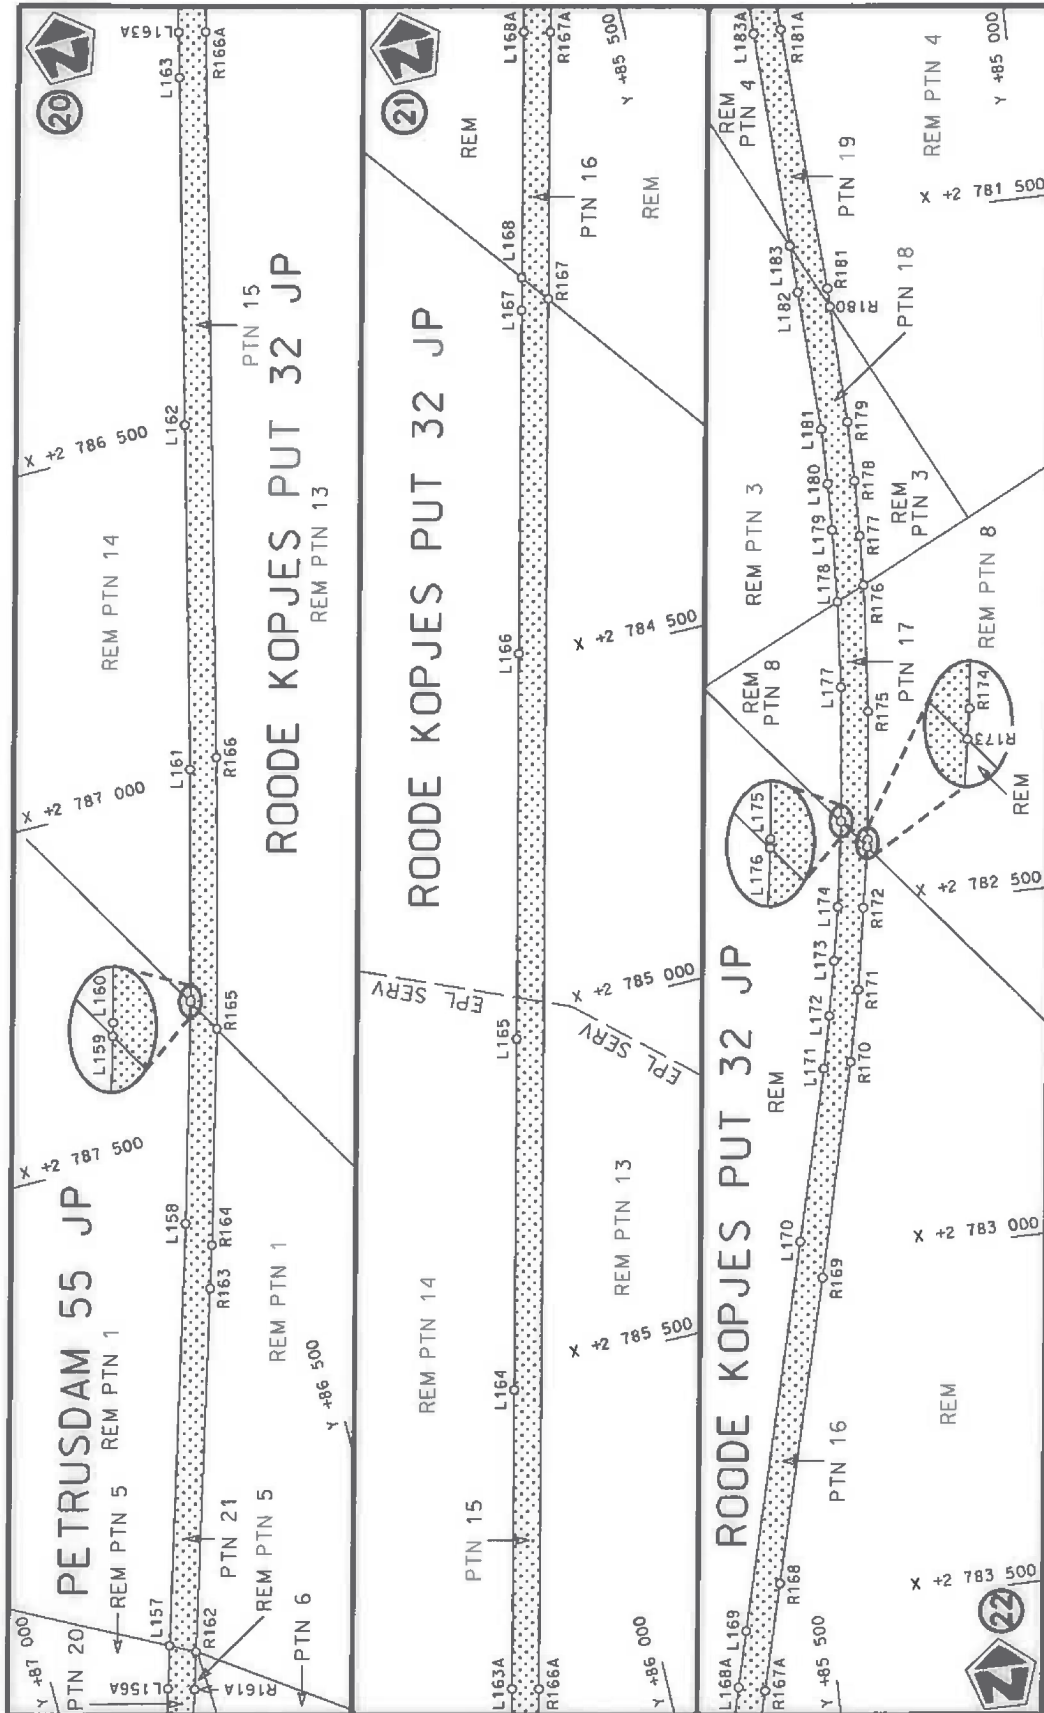 20
L163A
L163
R166A
PTN 15
L162
X +2 786 500
REM PTN 14
ROODE KOPJES PUT 32 JP
REM PTN 13
L161
R166
X +2 787 000
L160
L159
R165
X +2 787 500
PETRUSDAM 55 JP
L158
R164
R163
REM PTN 1
REM PTN 1
Y +86 500
REM PTN 5
PTN 21
REM PTN 5
PTN 6
L157
R162
Y +87 000
PTN 20
L156A
R161A
21
L168A
R167A
Y +85 500
REM
PTN 16
REM
L168
L167
R167
ROODE KOPJES PUT 32 JP
L166
X +2 784 500
EPL SERV
EPL SERV
X +2 785 000
L165
REM PTN 14
REM PTN 13
X +2 785 500
L164
PTN 15
L163A
R166A
Y +86 000
L183A
R181A
REM PTN 4
REM PTN 4
Y +85 000
PTN 19
X +2 781 500
L183
L182
R181
R180
PTN 18
L181
R179
L180
R178
L179
R177
REM PTN 3
REM PTN 3
L178
R176
REM PTN 8
REM PTN 8
PTN 17
L177
R175
R174
R173
REM
L175
L176
X +2 782 500
L174
R172
L173
R171
L172
L171
R170
REM
ROODE KOPJES PUT 32 JP
X +2 783 000
L170
R169
PTN 16
REM
R168
L169
X +2 783 500
L168A
R167A
Y +85 500
22